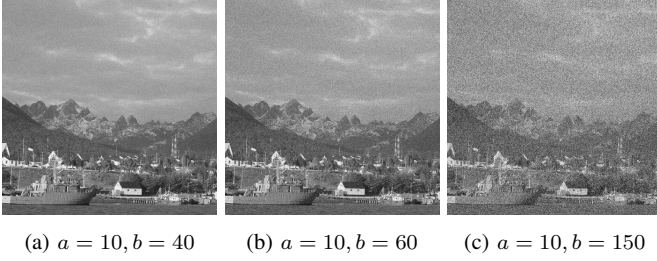 (a) a = 10, b = 40 (b) a = 10, b = 60 (c) a = 10, b = 150